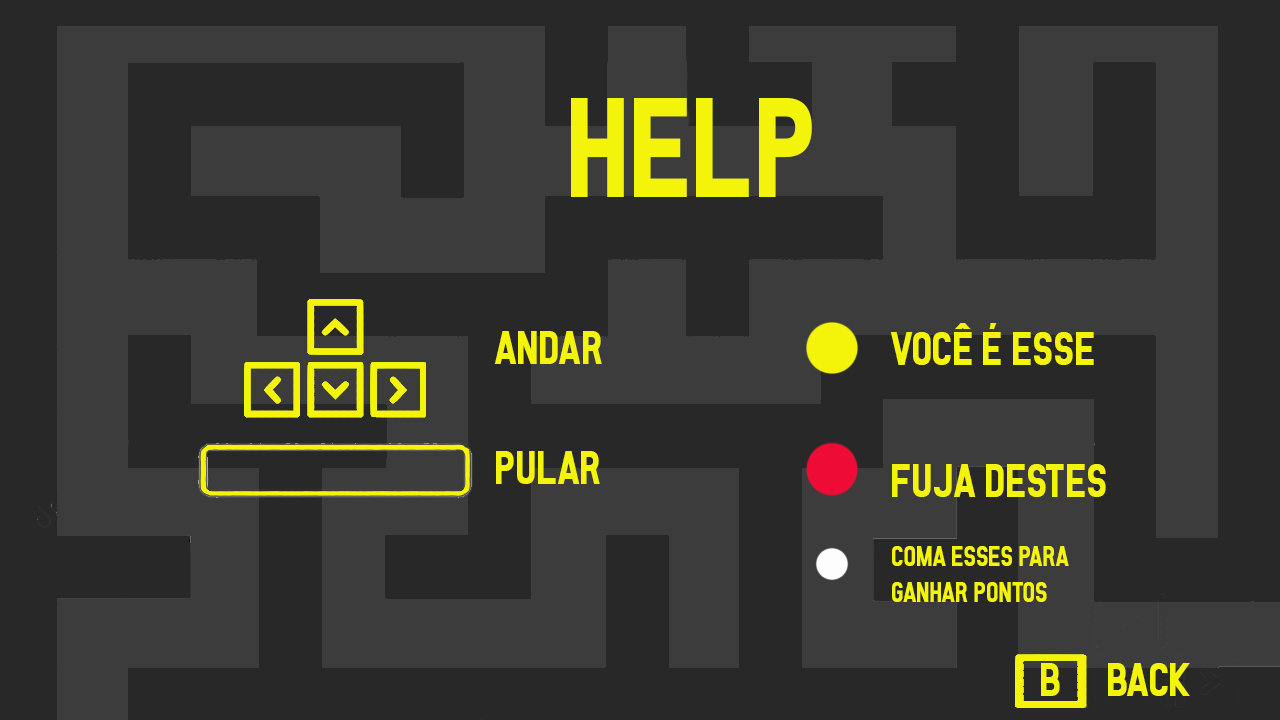 HELP
ANDAR
VOCÊ É ESSE
PULAR
FUJA DESTES
COMA ESSES PARA
GANHAR PONTOS
B BACK